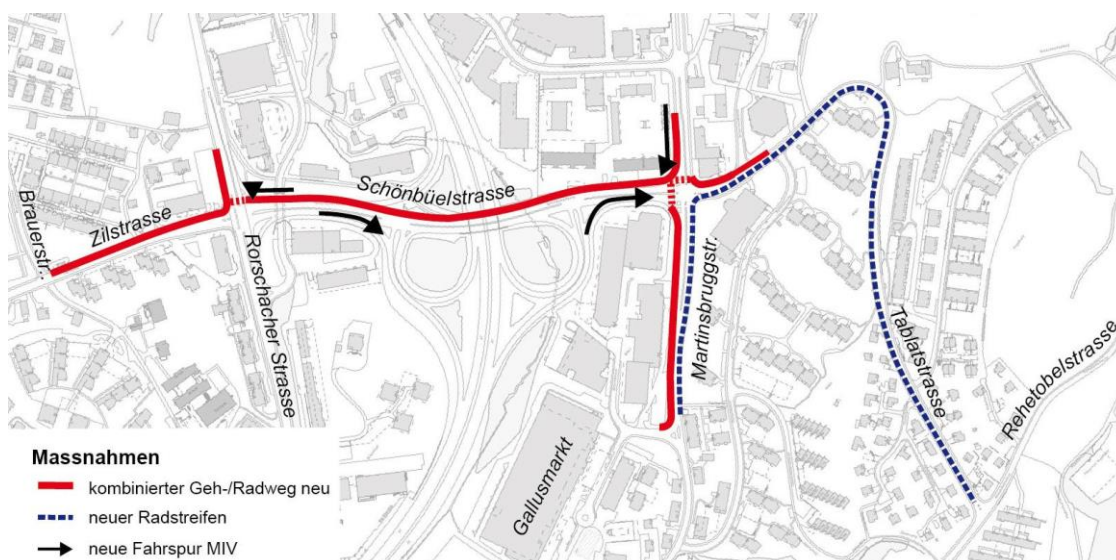 Brauerstr..
Zilstrasse
Schönbüelstrasse
Rorschacher Strasse
Martinsbruggstr.
Tablatstrasse
Rehetobelstrasse
Gallusmarkt
Massnahmen
kombinierter Geh-/Radweg neu
neuer Radstreifen
neue Fahrspur MIV